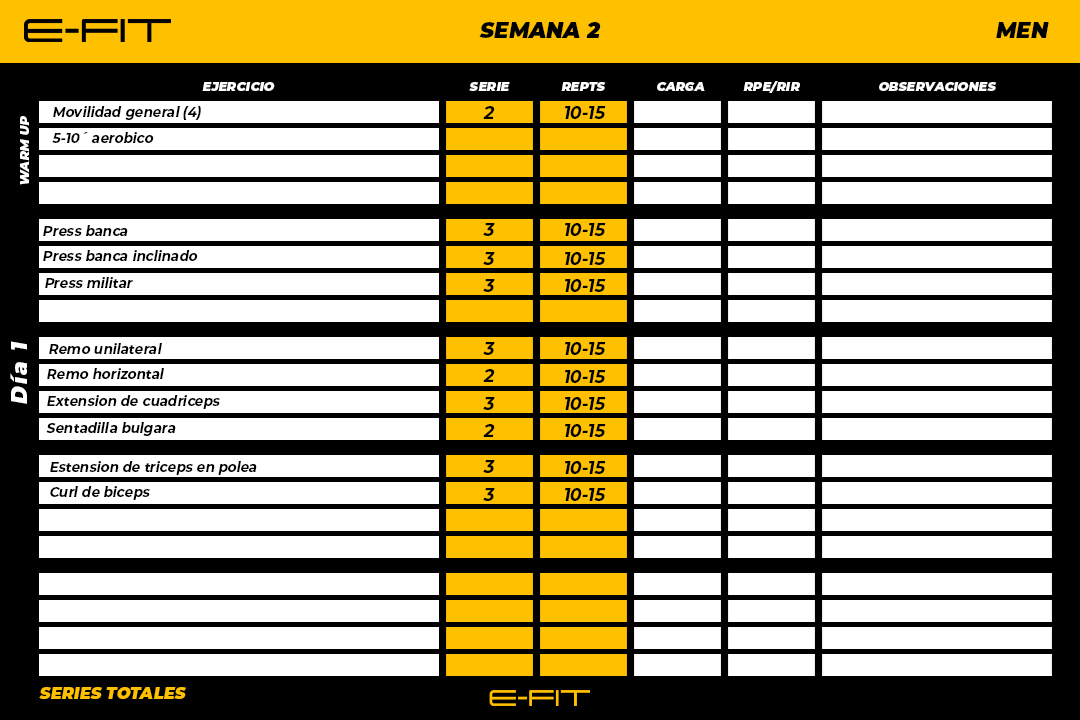 E-FIT SEMANA 2 MEN
EJERCICIO SERIE REPTS CARGA RPE/RIR OBSERVACIONES
WARM UP
Movilidad general (4) 2 10-15
5-10´ aerobico
Press banca 3 10-15
Press banca inclinado 3 10-15
Press militar 3 10-15
Día 1
Remo unilateral 3 10-15
Remo horizontal 2 10-15
Extension de cuadriceps 3 10-15
Sentadilla bulgara 2 10-15
Estension de triceps en polea 3 10-15
Curl de biceps 3 10-15
SERIES TOTALES E-FIT